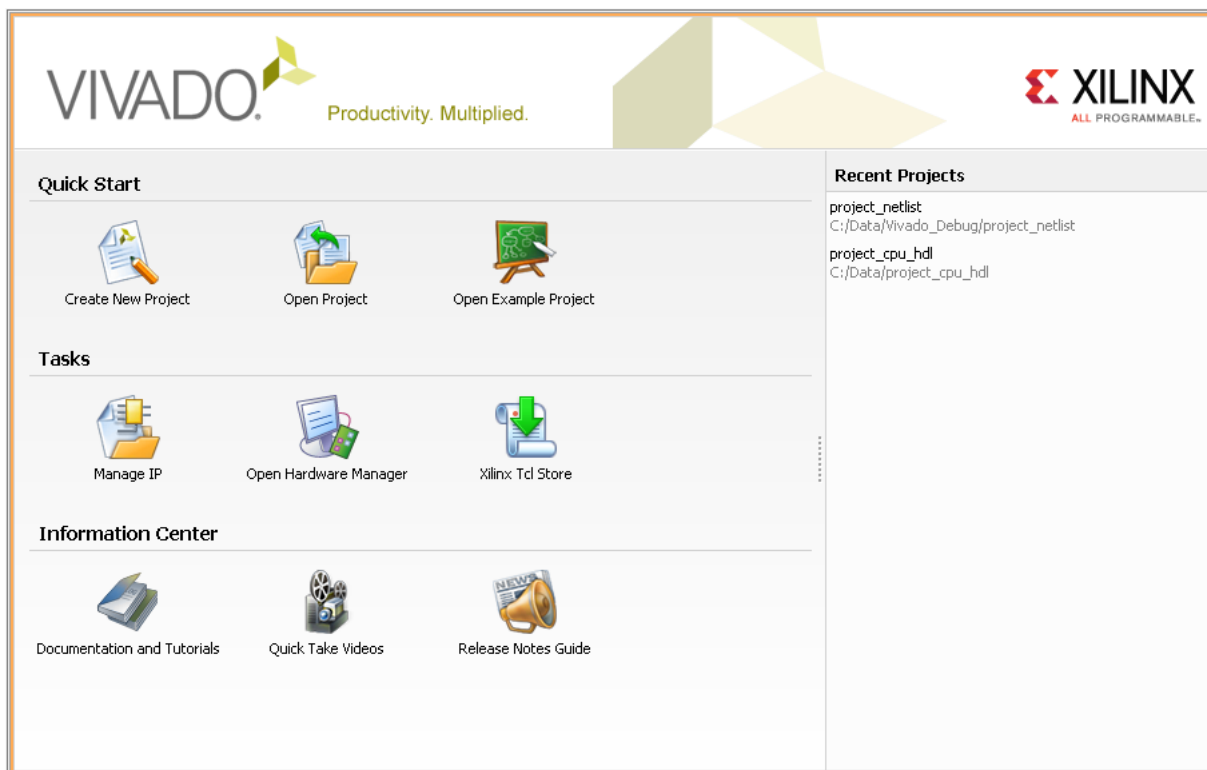 VIVADO.
Productivity. Multiplied.
XILINX
ALL PROGRAMMABLE™
Quick Start
Create New Project
Open Project
Open Example Project
Tasks
Manage IP
Open Hardware Manager
Xilinx Tcl Store
Information Center
Documentation and Tutorials
Quick Take Videos
NEWS
Release Notes Guide
Recent Projects
project_netlist
C:/Data/Vivado_Debug/project_netlist
project_cpu_hdl
C:/Data/project_cpu_hdl